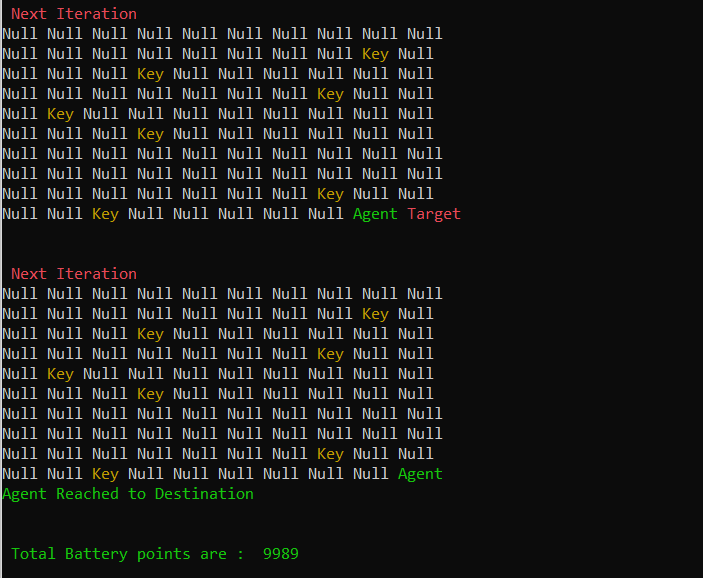 Next Iteration
Null Null Null Null Null Null Null Null Null Null
Null Null Null Null Null Null Null Null Key Null
Null Null Null Key Null Null Null Null Null Null
Null Null Null Null Null Null Null Key Null Null
Null Key Null Null Null Null Null Null Null Null
Null Null Null Key Null Null Null Null Null Null
Null Null Null Null Null Null Null Null Null Null
Null Null Null Null Null Null Null Null Null Null
Null Null Null Null Null Null Null Key Null Null
Null Null Key Null Null Null Null Null Agent Target
Next Iteration
Null Null Null Null Null Null Null Null Null Null
Null Null Null Null Null Null Null Null Key Null
Null Null Null Key Null Null Null Null Null Null
Null Null Null Null Null Null Null Key Null Null
Null Key Null Null Null Null Null Null Null Null
Null Null Null Key Null Null Null Null Null Null
Null Null Null Null Null Null Null Null Null Null
Null Null Null Null Null Null Null Null Null Null
Null Null Null Null Null Null Null Key Null Null
Null Null Key Null Null Null Null Null Null Agent
Agent Reached to Destination
Total Battery points are :  9989